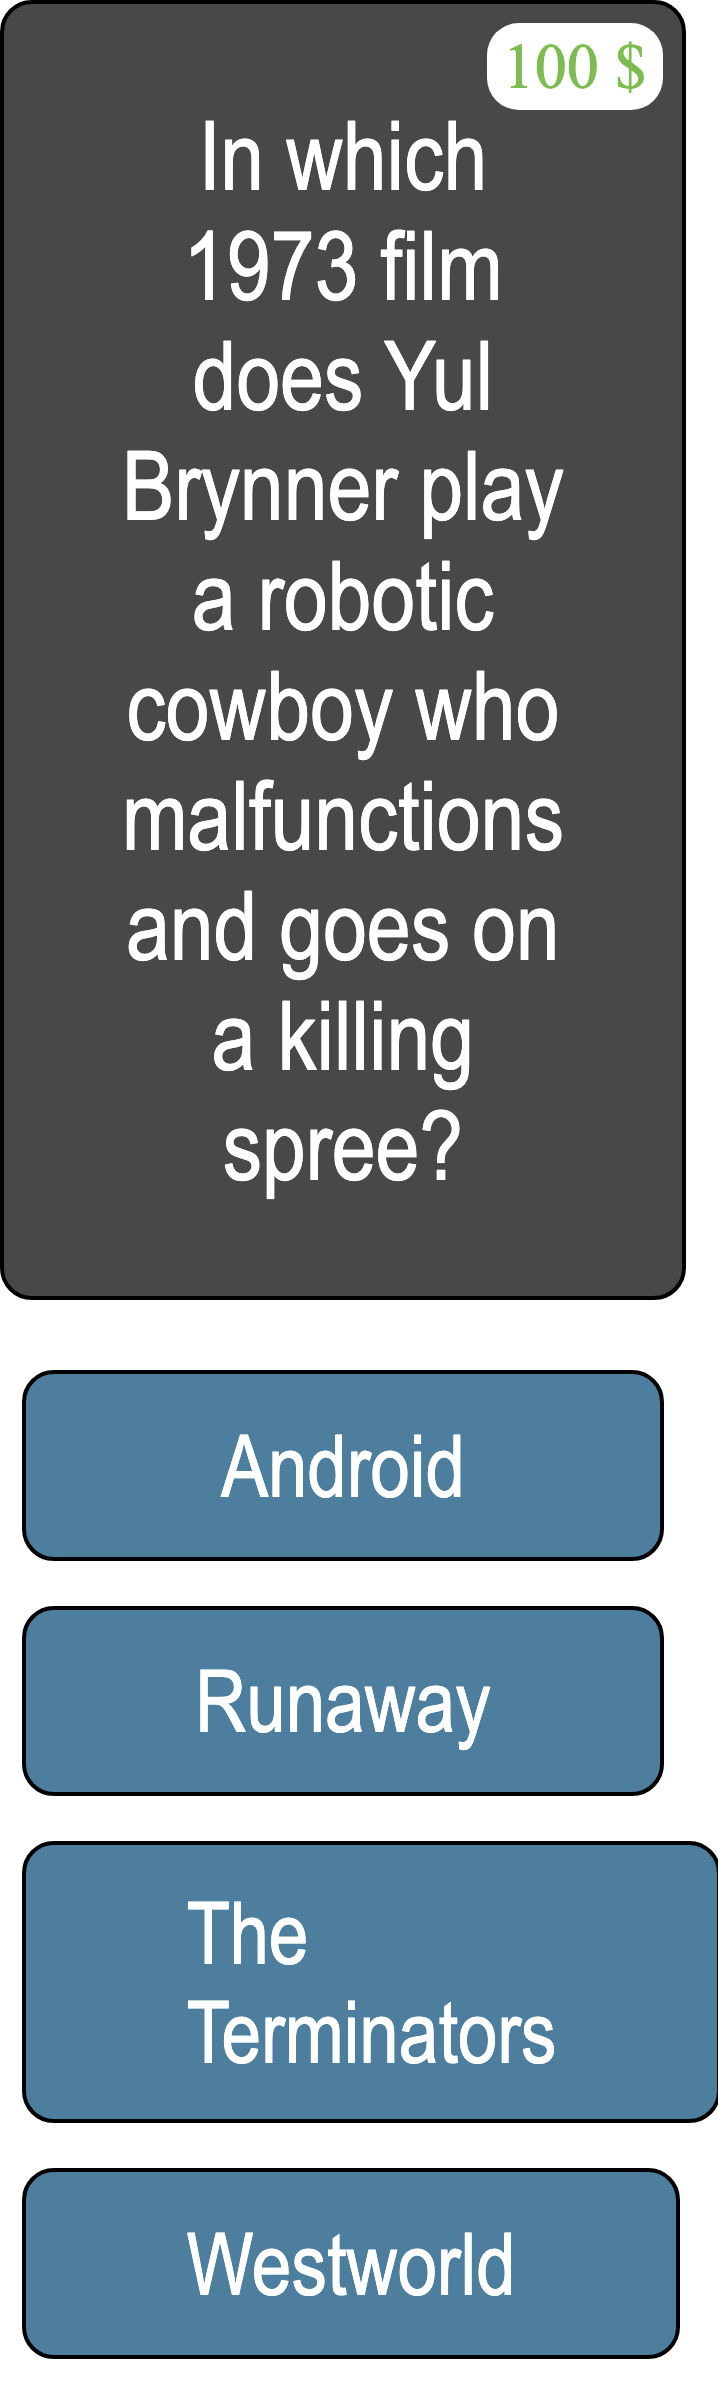 100 $
In which
1973 film
does Yul
Brynner play
a robotic
cowboy who
malfunctions
and goes on
a killing
spree?
Android
Runaway
The
Terminators
Westworld